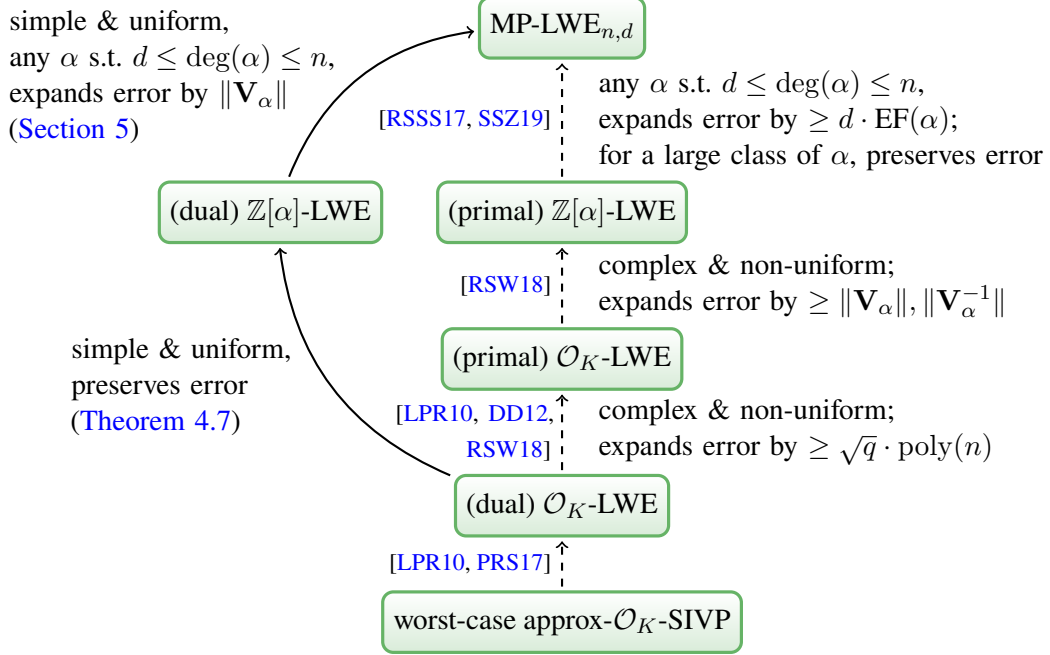 simple & uniform,
any α s.t. d ≤ deg(α) ≤ n,
expands error by ‖V_α‖
(Section 5)
MP-LWE_{n,d}
[RSSS17, SSZ19]
any α s.t. d ≤ deg(α) ≤ n,
expands error by ≥ d · EF(α);
for a large class of α, preserves error
(dual) ℤ[α]-LWE
(primal) ℤ[α]-LWE
[RSW18]
complex & non-uniform;
expands error by ≥ ‖V_α‖, ‖V_α^{-1}‖
simple & uniform,
preserves error
(Theorem 4.7)
(primal) 𝒪_K-LWE
[LPR10, DD12,
RSW18]
complex & non-uniform;
expands error by ≥ √q · poly(n)
(dual) 𝒪_K-LWE
[LPR10, PRS17]
worst-case approx-𝒪_K-SIVP